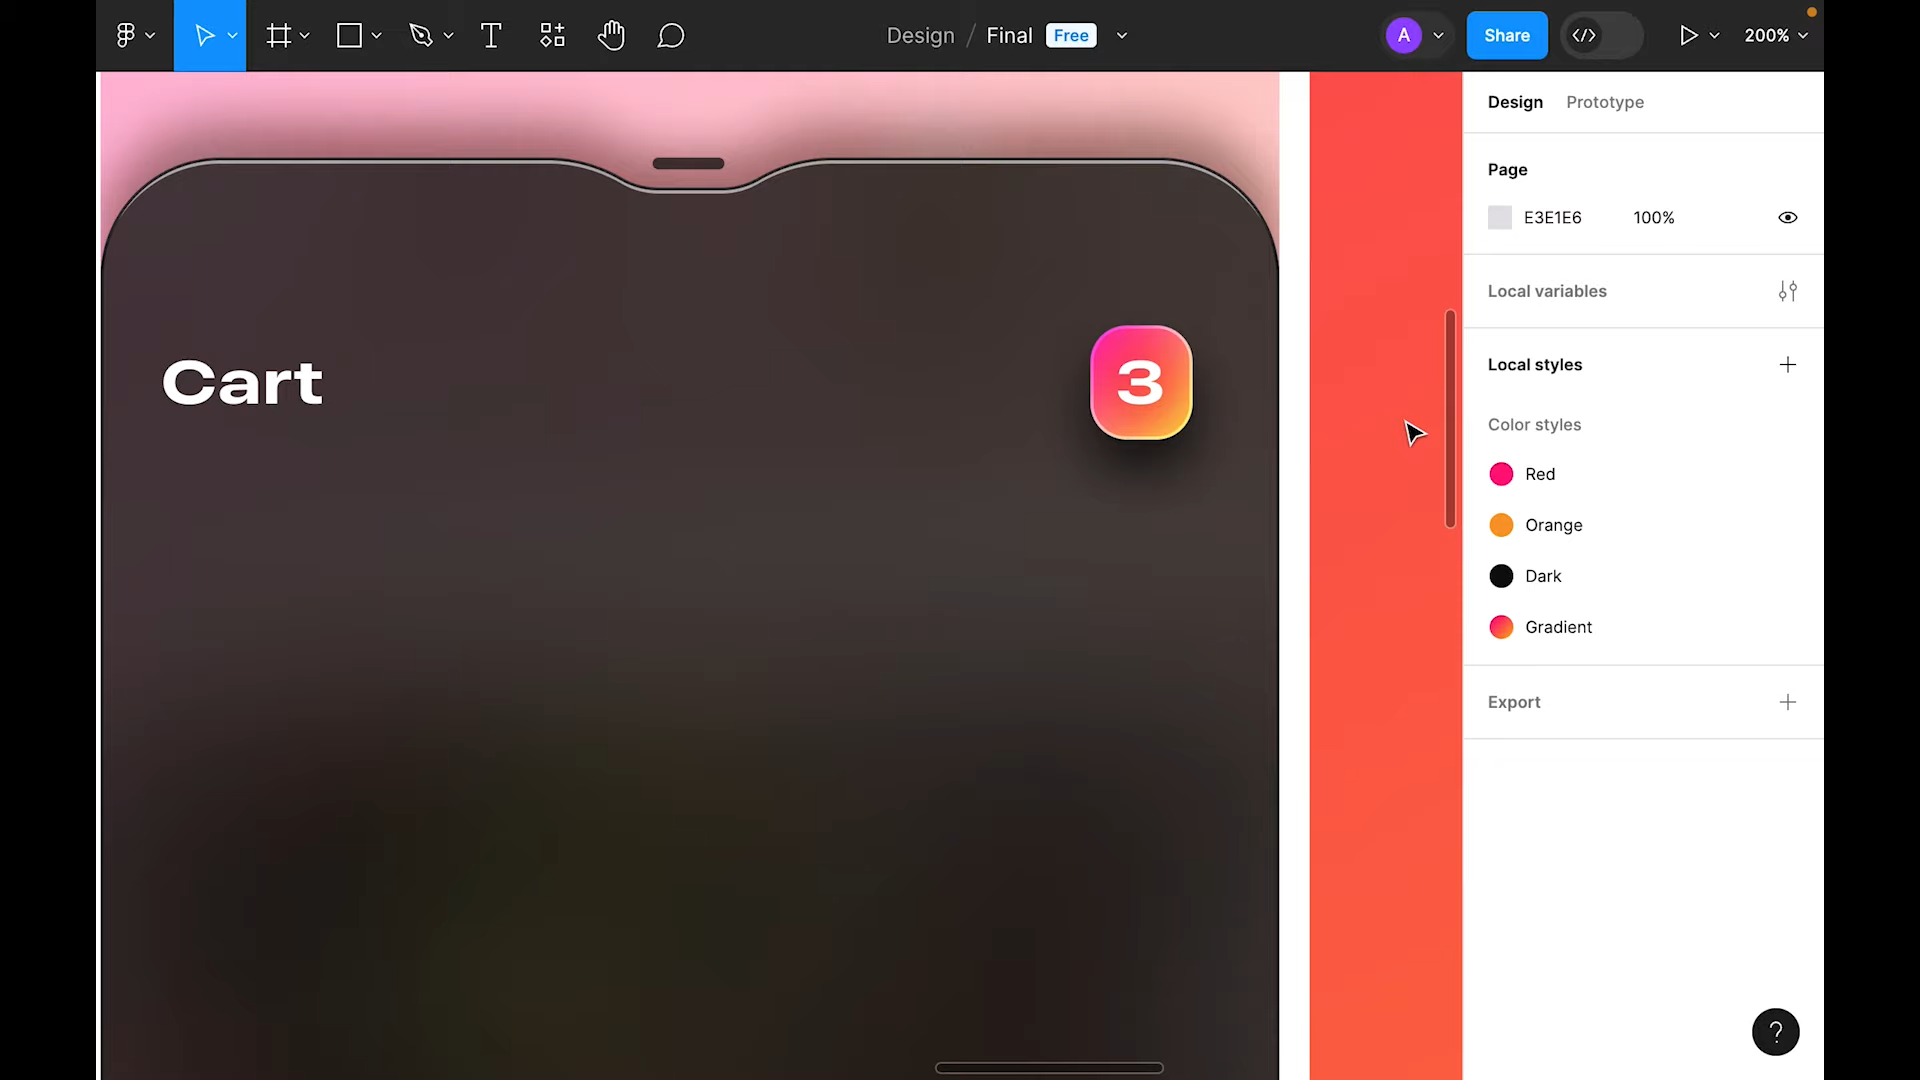 Design / Final Free
A
Share
200%
Design Prototype
Page
E3E1E6 100%
Local variables
Local styles
Color styles
Red
Orange
Dark
Gradient
Export
Cart
3
?